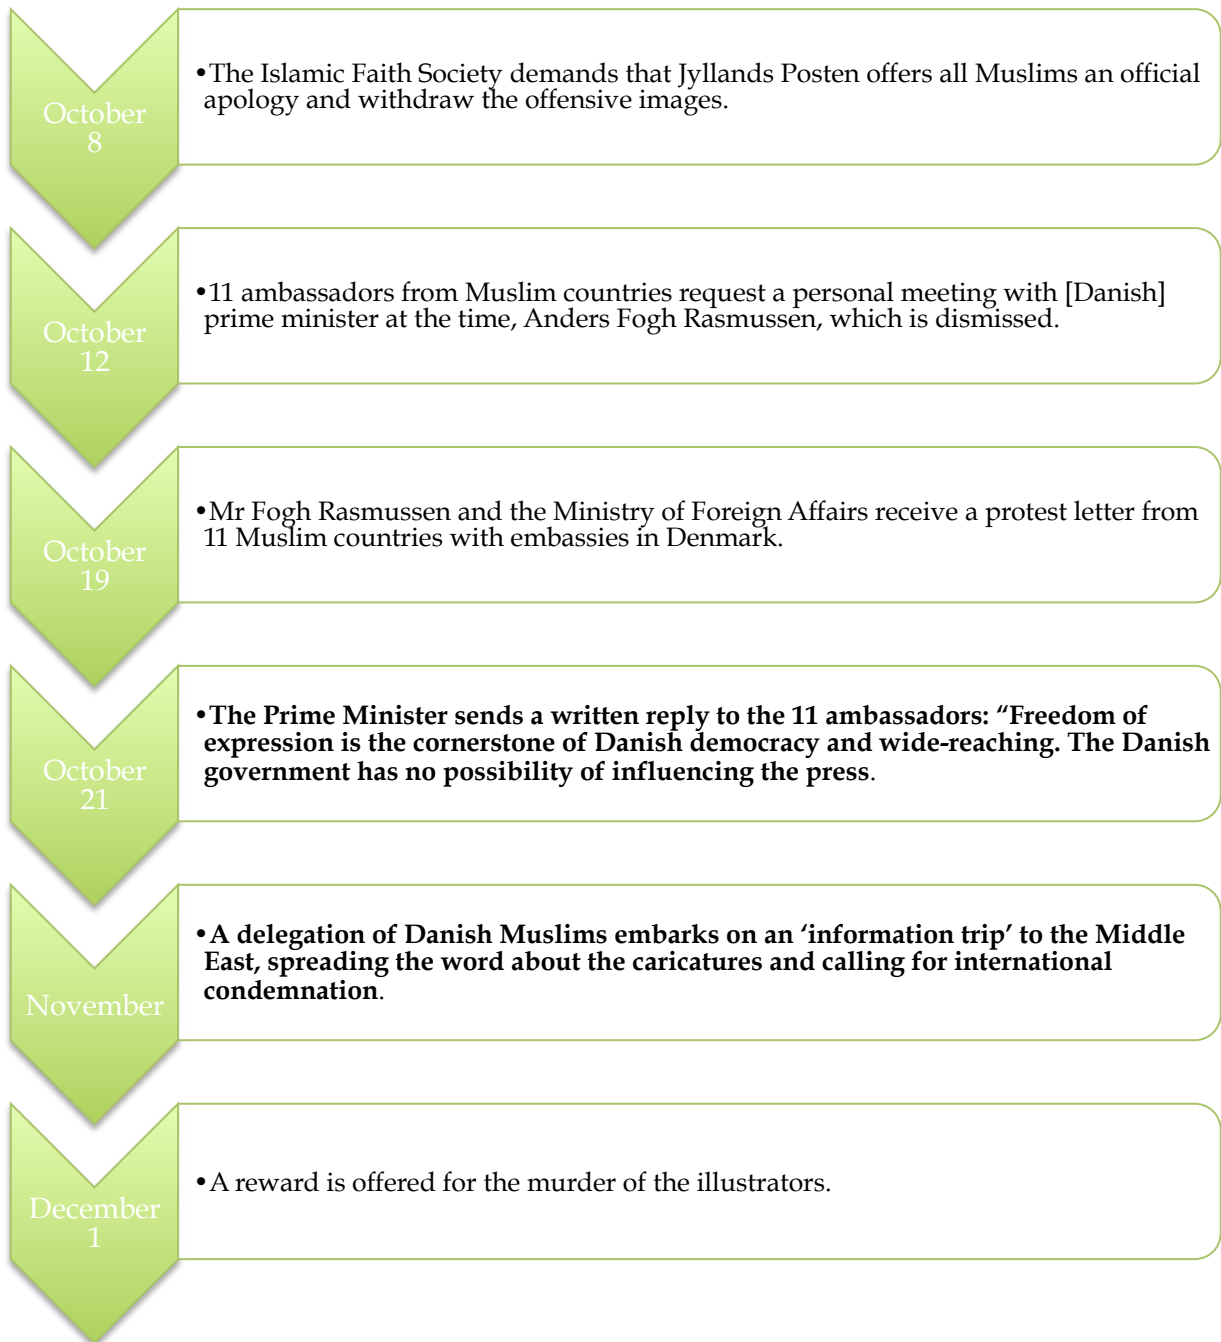 October
8
•The Islamic Faith Society demands that Jyllands Posten offers all Muslims an official
apology and withdraw the offensive images.
October
12
•11 ambassadors from Muslim countries request a personal meeting with [Danish]
prime minister at the time, Anders Fogh Rasmussen, which is dismissed.
October
19
•Mr Fogh Rasmussen and the Ministry of Foreign Affairs receive a protest letter from
11 Muslim countries with embassies in Denmark.
October
21
•The Prime Minister sends a written reply to the 11 ambassadors: “Freedom of
expression is the cornerstone of Danish democracy and wide-reaching. The Danish
government has no possibility of influencing the press.
November
•A delegation of Danish Muslims embarks on an ‘information trip’ to the Middle
East, spreading the word about the caricatures and calling for international
condemnation.
December
1
•A reward is offered for the murder of the illustrators.